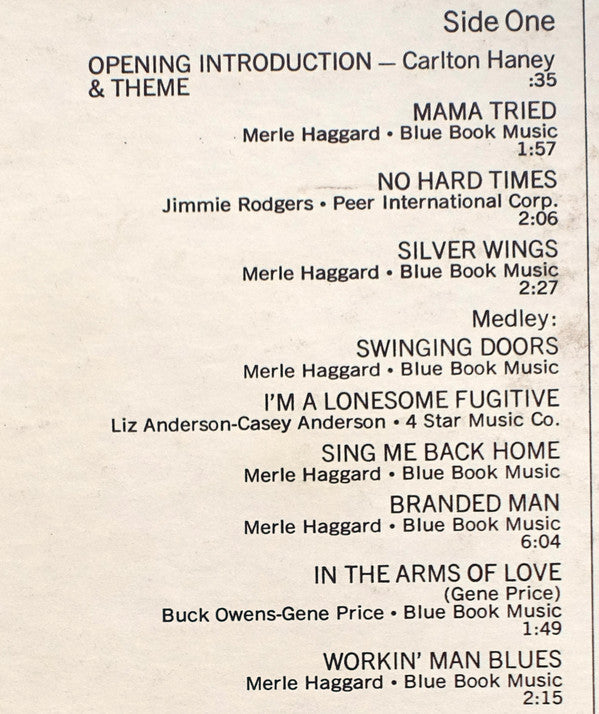 Side One
OPENING INTRODUCTION — Carlton Haney
& THEME :35
MAMA TRIED
Merle Haggard • Blue Book Music
1:57
NO HARD TIMES
Jimmie Rodgers • Peer International Corp.
2:06
SILVER WINGS
Merle Haggard • Blue Book Music
2:27
Medley:
SWINGING DOORS
Merle Haggard • Blue Book Music
I'M A LONESOME FUGITIVE
Liz Anderson-Casey Anderson • 4 Star Music Co.
SING ME BACK HOME
Merle Haggard • Blue Book Music
BRANDED MAN
Merle Haggard • Blue Book Music
6:04
IN THE ARMS OF LOVE
(Gene Price)
Buck Owens-Gene Price • Blue Book Music
1:49
WORKIN' MAN BLUES
Merle Haggard • Blue Book Music
2:15